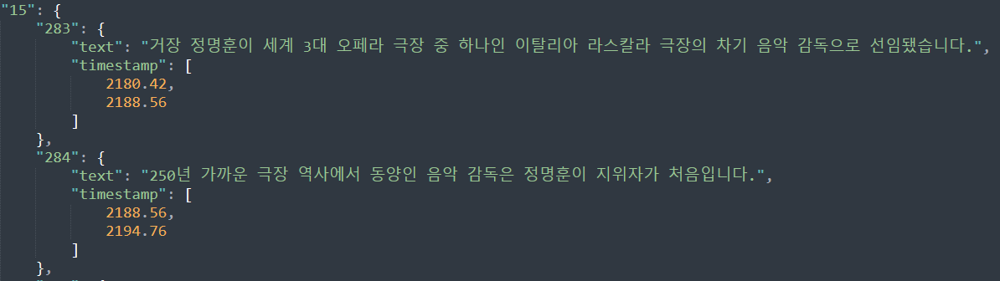 "15": {
"283": {
"text": "거장 정명훈이 세계 3대 오페라 극장 중 하나인 이탈리아 라스칼라 극장의 차기 음악 감독으로 선임됐습니다.",
"timestamp": [
2180.42,
2188.56
]
},
"284": {
"text": "250년 가까운 극장 역사에서 동양인 음악 감독은 정명훈이 지위자가 처음입니다.",
"timestamp": [
2188.56,
2194.76
]
},